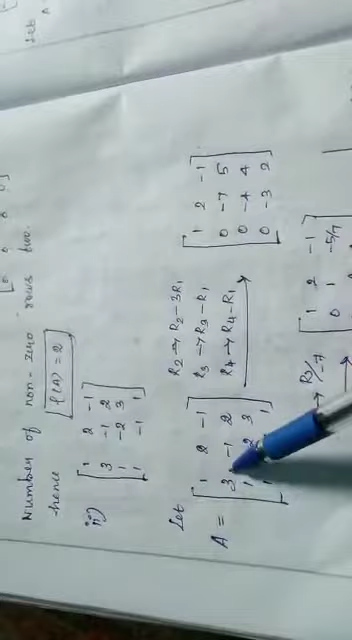 Number of non-zero rows two.
hence ρ(A) = 2
ii) [1 2 -1
3 -1 2
1 -2 3
1 -1 1]
Let
A = [1 2 -1
3 -1 2
1 2 3
1 1]
R2 → R2 - 3R1
R3 → R3 - R1
R4 → R4 - R1
[1 2 -1
0 -7 5
0 -4 4
0 -3 2]
→ R2/-7
[1 2 -1
0 1 -5/7